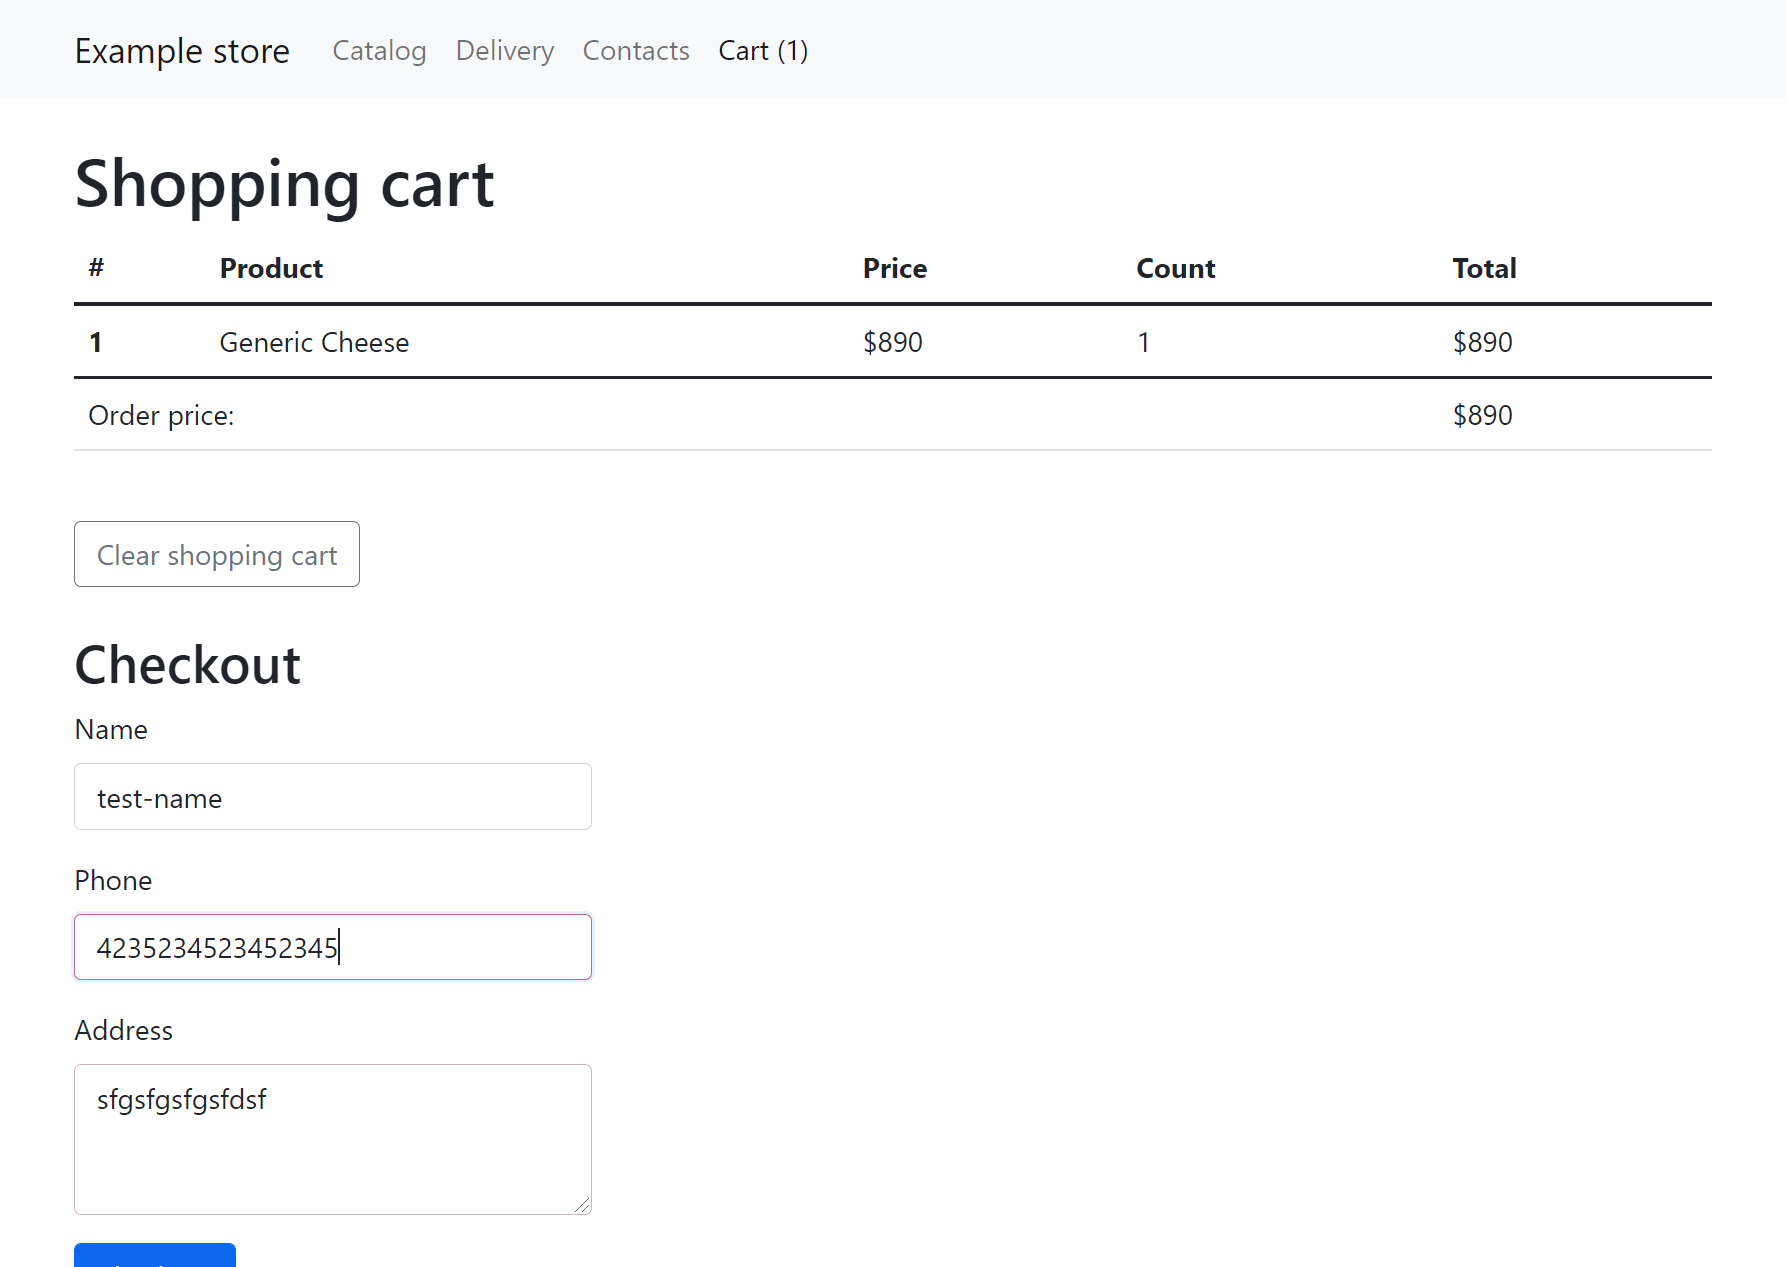 Example store Catalog Delivery Contacts Cart (1)
Shopping cart
# Product Price Count Total
1 Generic Cheese $890 1 $890
Order price: $890
Clear shopping cart
Checkout
Name
test-name
Phone
4235234523452345
Address
sfgsfgsfgsfdsf